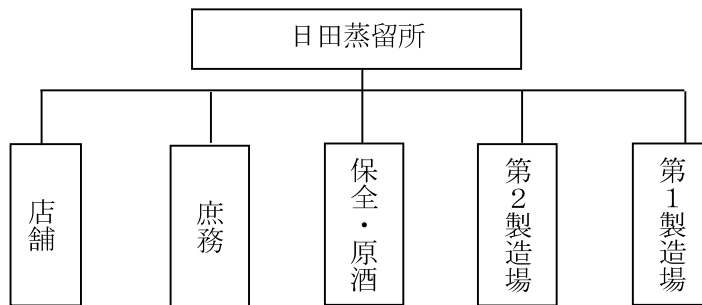 日田蒸留所
店舗
庶務
保全・原酒
第2製造場
第1製造場